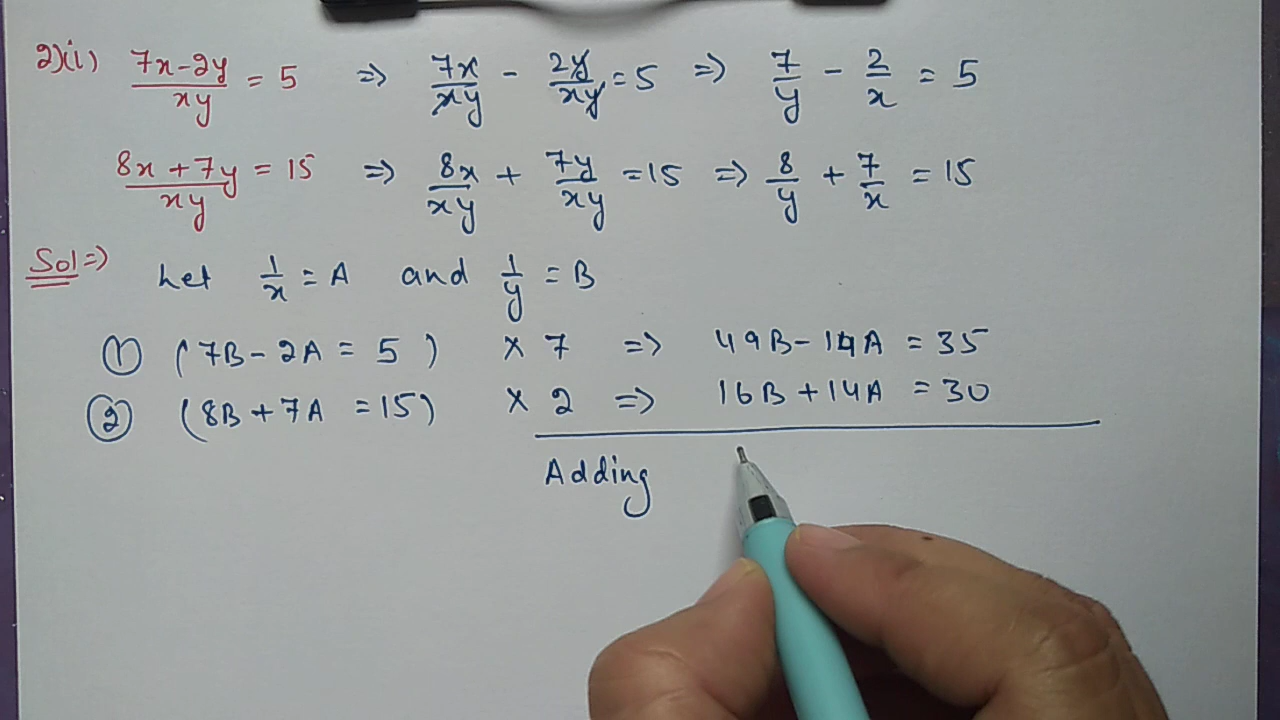 2)(i) (7x-2y)/(xy) = 5 => 7x/xy - 2y/xy = 5 => 7/y - 2/x = 5
(8x+7y)/(xy) = 15 => 8x/xy + 7y/xy = 15 => 8/y + 7/x = 15
Sol => Let 1/x = A and 1/y = B
① (7B-2A = 5) × 7 => 49B-14A = 35
② (8B+7A = 15) × 2 => 16B+14A = 30
Adding